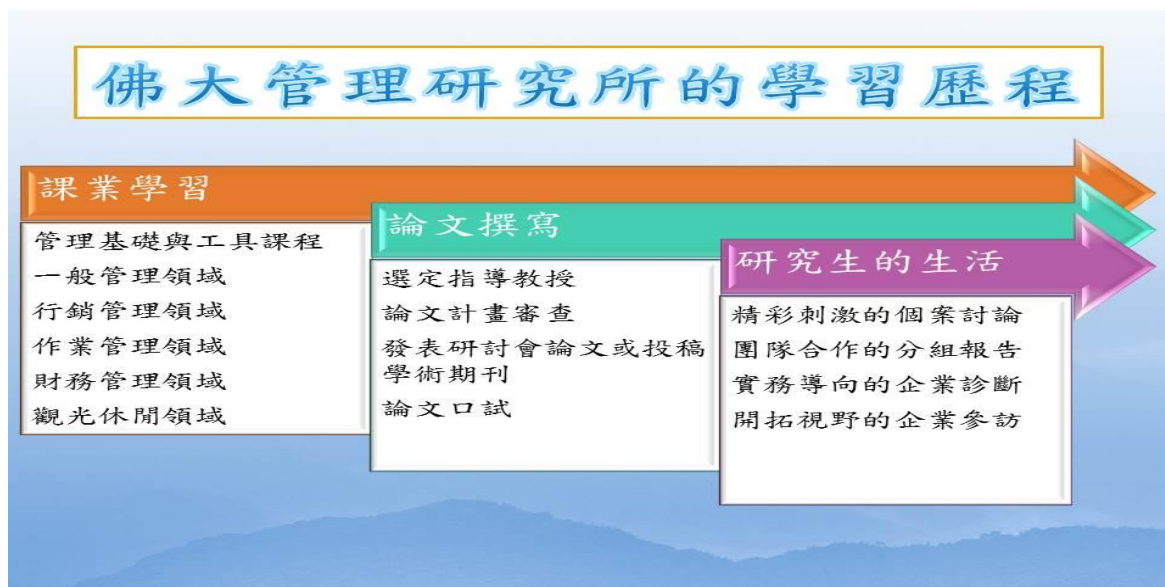 佛大管理研究所的學習歷程
課業學習
管理基礎與工具課程
一般管理領域
行銷管理領域
作業管理領域
財務管理領域
觀光休閒領域
論文撰寫
選定指導教授
論文計畫審查
發表研討會論文或投稿
學術期刊
論文口試
研究生的生活
精彩刺激的個案討論
團隊合作的分組報告
實務導向的企業診斷
開拓視野的企業參訪